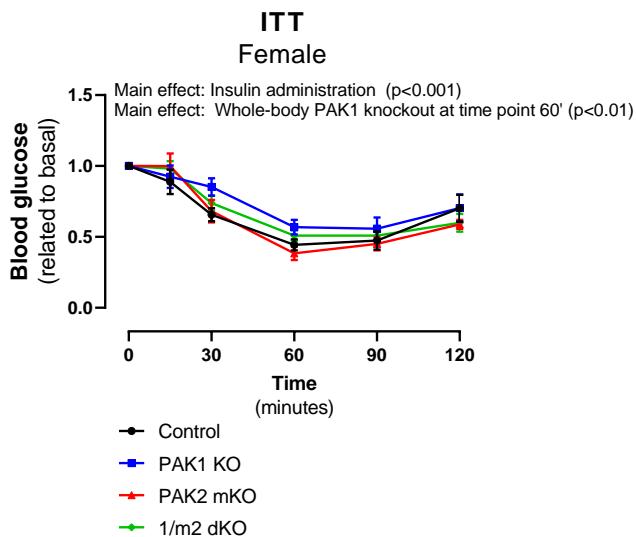 ITT
Female
Main effect: Insulin administration (p<0.001)
Main effect: Whole-body PAK1 knockout at time point 60' (p<0.01)
Blood glucose
(related to basal)
1.5
1.0
0.5
0.0
0 30 60 90 120
Time
(minutes)
Control
PAK1 KO
PAK2 mKO
1/m2 dKO